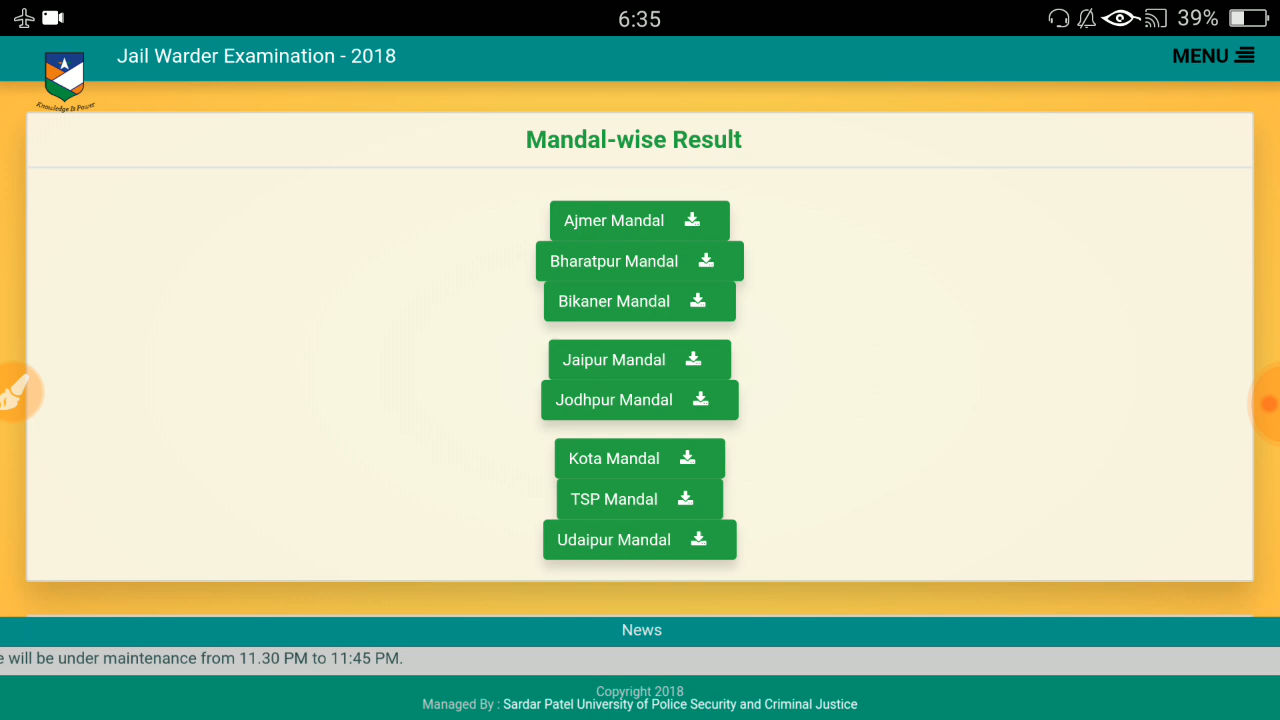 6:35
39%
Jail Warder Examination - 2018
MENU
Knowledge Is Power
Mandal-wise Result
Ajmer Mandal
Bharatpur Mandal
Bikaner Mandal
Jaipur Mandal
Jodhpur Mandal
Kota Mandal
TSP Mandal
Udaipur Mandal
News
e will be under maintenance from 11.30 PM to 11:45 PM.
Copyright 2018
Managed By : Sardar Patel University of Police Security and Criminal Justice